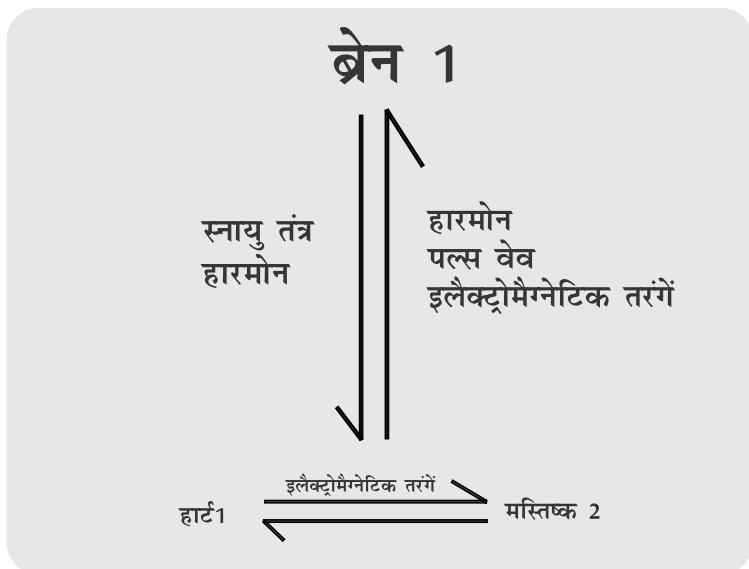 ब्रेन 1
स्नायु तंत्र
हारमोन
हारमोन
पल्स वेव
इलैक्ट्रोमैग्नेटिक तरंगें
इलैक्ट्रोमैग्नेटिक तरंगें
हार्ट1
मस्तिष्क 2